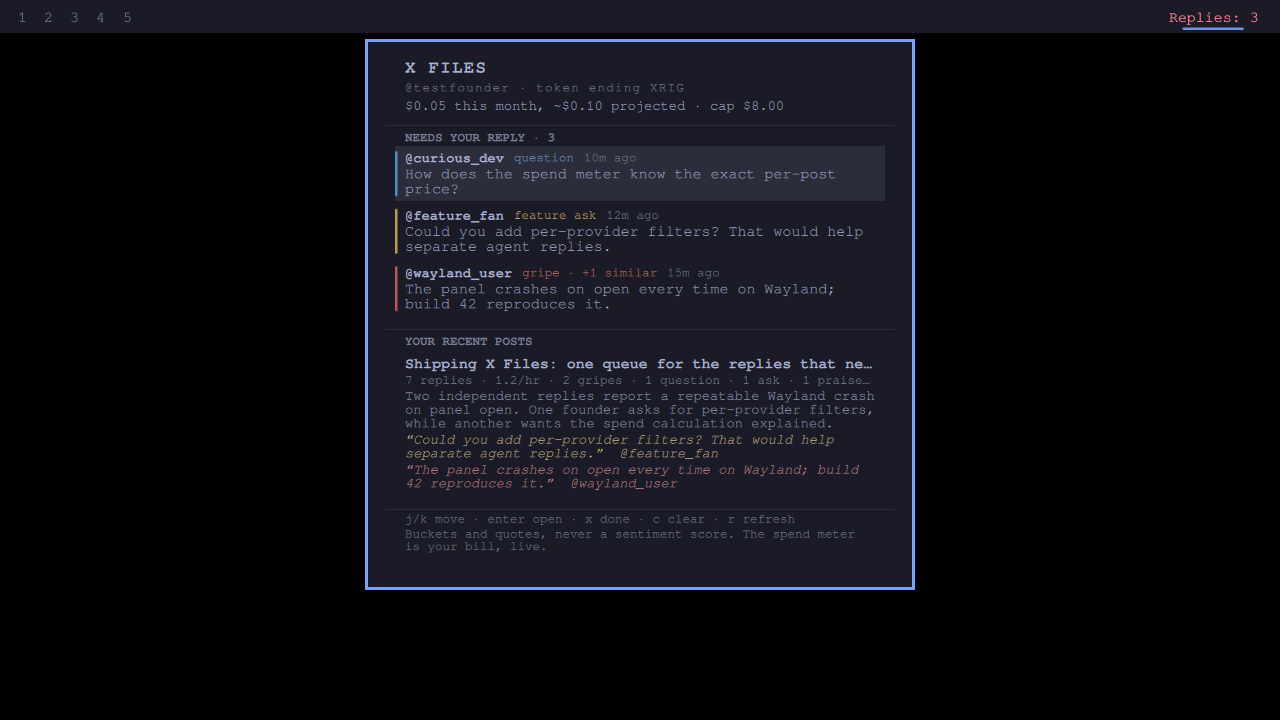 1 2 3 4 5
Replies: 3
X FILES
@testfounder · token ending XRIG
$0.05 this month, ~$0.10 projected · cap $8.00
NEEDS YOUR REPLY · 3
@curious_dev question 10m ago
How does the spend meter know the exact per-post
price?
@feature_fan feature ask 12m ago
Could you add per-provider filters? That would help
separate agent replies.
@wayland_user gripe · +1 similar 15m ago
The panel crashes on open every time on Wayland;
build 42 reproduces it.
YOUR RECENT POSTS
Shipping X Files: one queue for the replies that ne…
7 replies · 1.2/hr · 2 gripes · 1 question · 1 ask · 1 praise…
Two independent replies report a repeatable Wayland crash
on panel open. One founder asks for per-provider filters,
while another wants the spend calculation explained.
“Could you add per-provider filters? That would help
separate agent replies.” @feature_fan
“The panel crashes on open every time on Wayland; build
42 reproduces it.” @wayland_user
j/k move · enter open · x done · c clear · r refresh
Buckets and quotes, never a sentiment score. The spend meter
is your bill, live.